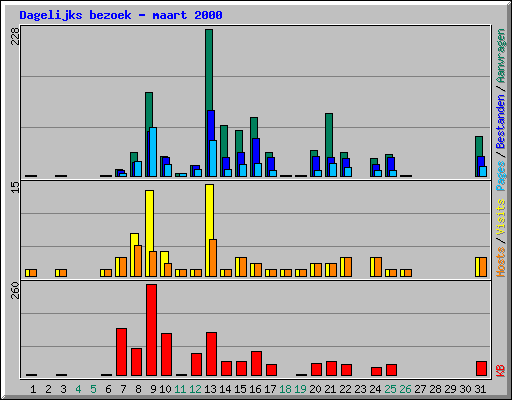 Dagelijks bezoek - maart 2000
228
15
260
Hosts / Visits Pages / Bestanden / Aanvragen
KB
1 2 3 4 5 6 7 8 9 10 11 12 13 14 15 16 17 18 19 20 21 22 23 24 25 26 27 28 29 30 31